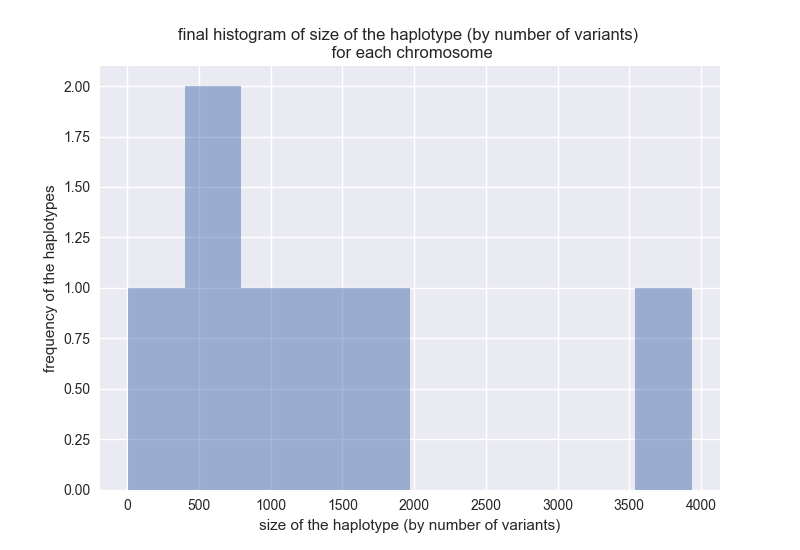 final histogram of size of the haplotype (by number of variants)
for each chromosome
2.00
1.75
1.50
1.25
1.00
0.75
0.50
0.25
0.00
frequency of the haplotypes
0 500 1000 1500 2000 2500 3000 3500 4000
size of the haplotype (by number of variants)